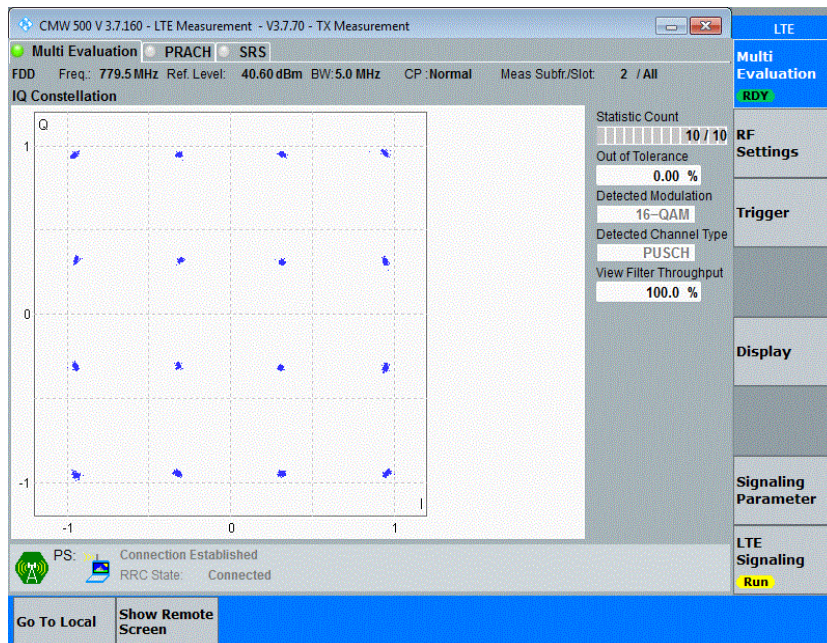 CMW 500 V 3.7.160 - LTE Measurement - V3.7.70 - TX Measurement
LTE
Multi Evaluation PRACH SRS
Multi
Evaluation
RDY
FDD Freq.: 779.5 MHz Ref. Level: 40.60 dBm BW: 5.0 MHz CP : Normal Meas Subfr./Slot: 2 / All
IQ Constellation
Q
1
0
-1
I
-1 0 1
Statistic Count
10 / 10
Out of Tolerance
0.00 %
Detected Modulation
16-QAM
Detected Channel Type
PUSCH
View Filter Throughput
100.0 %
RF
Settings
Trigger
Display
Signaling
Parameter
LTE
Signaling
Run
PS: Connection Established
RRC State: Connected
Go To Local
Show Remote
Screen